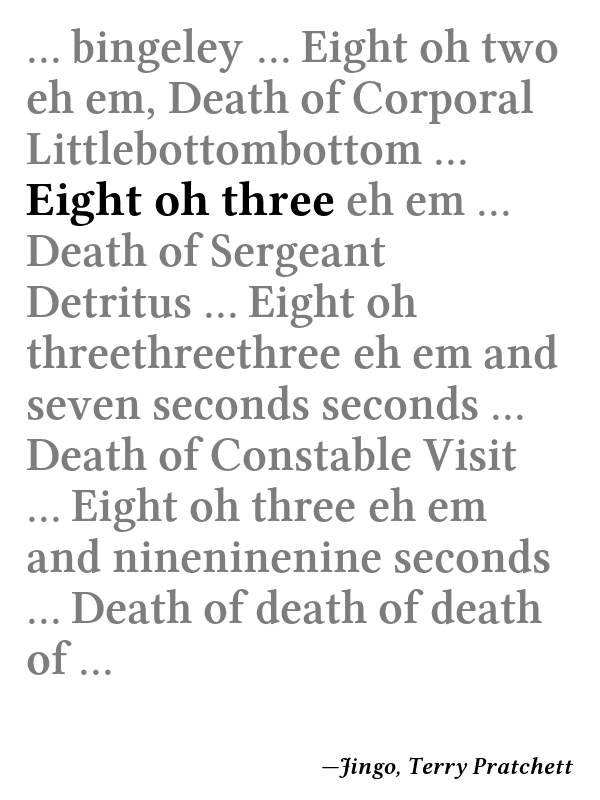 ... bingeley ... Eight oh two
eh em, Death of Corporal
Littlebottombottom ...
Eight oh three eh em ...
Death of Sergeant
Detritus ... Eight oh
threethreethree eh em and
seven seconds seconds ...
Death of Constable Visit
... Eight oh three eh em
and nineninenine seconds
... Death of death of death
of ...
—Jingo, Terry Pratchett